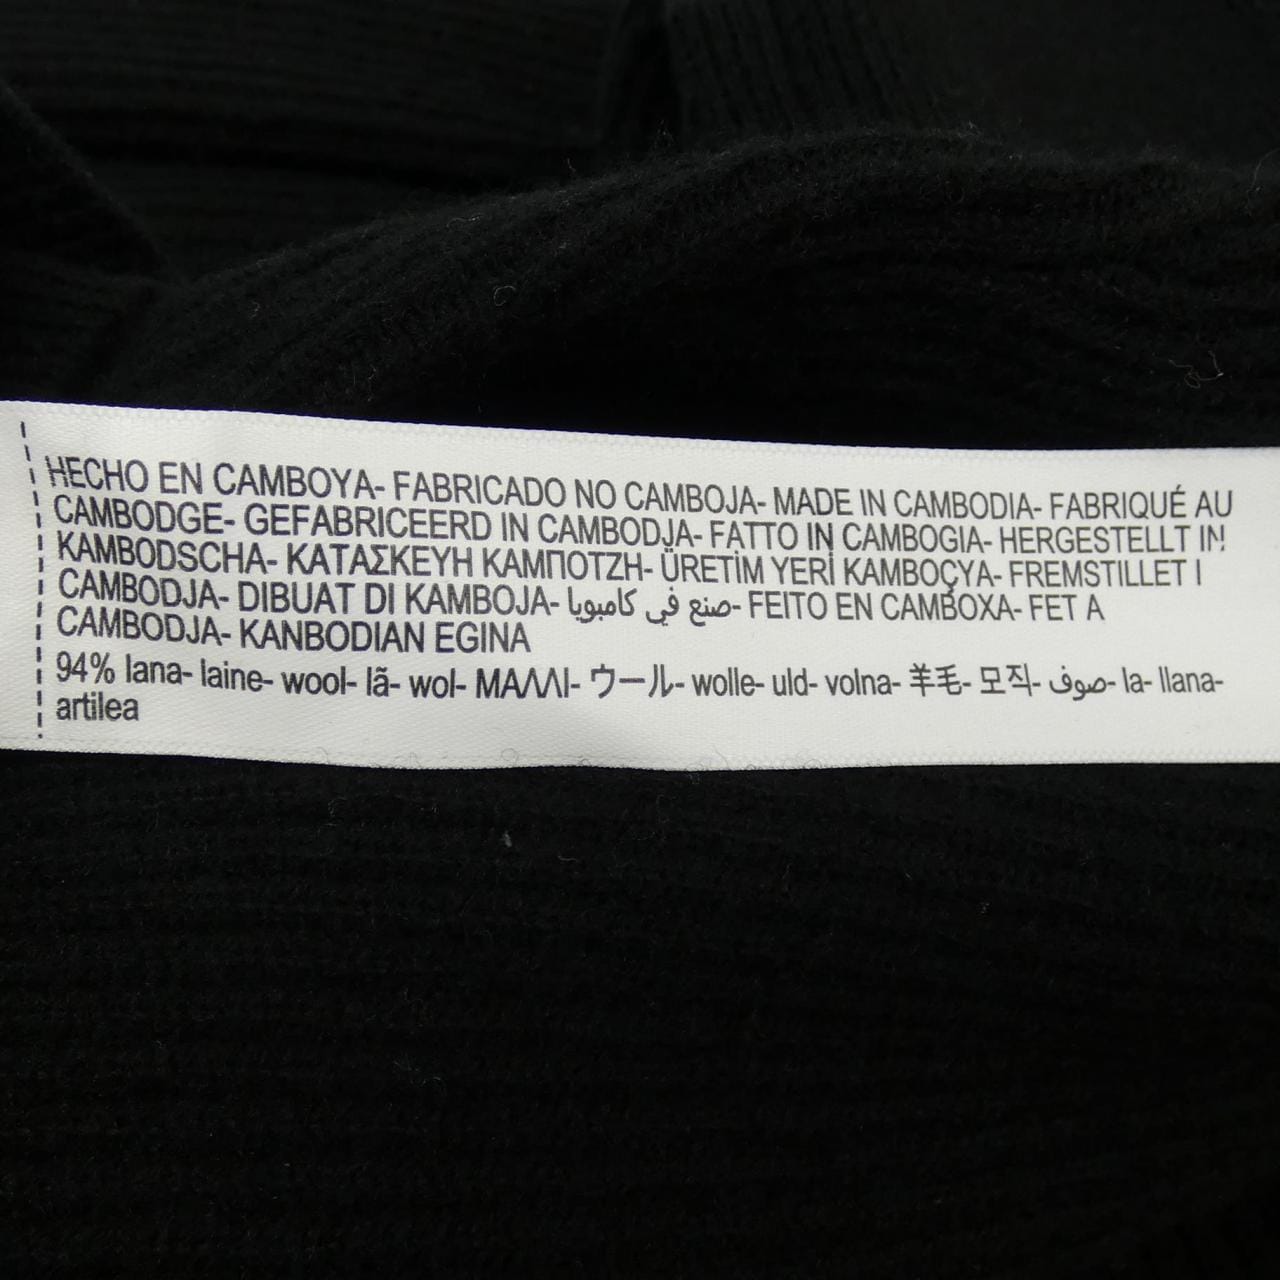 HECHO EN CAMBOYA- FABRICADO NO CAMBOJA- MADE IN CAMBODIA- FABRIQUÉ AU
CAMBODGE- GEFABRICEERD IN CAMBODJA- FATTO IN CAMBOGIA- HERGESTELLT IN
KAMBODSCHA- ΚΑΤΑΣΚΕΥΗ ΚΑΜΠΟΤΖΗ- ÜRETİM YERİ KAMBOÇYA- FREMSTILLET I
CAMBODJA- DIBUAT DI KAMBOJA- صنع في كامبويا- FEITO EN CAMBOXA- FET A
CAMBODJA- KANBODIAN EGINA
94% lana- laine- wool- lã- wol- ΜΑΛΛΙ- ウール- wolle- uld- volna- 羊毛- 모직- صوف- la- llana-
artilea